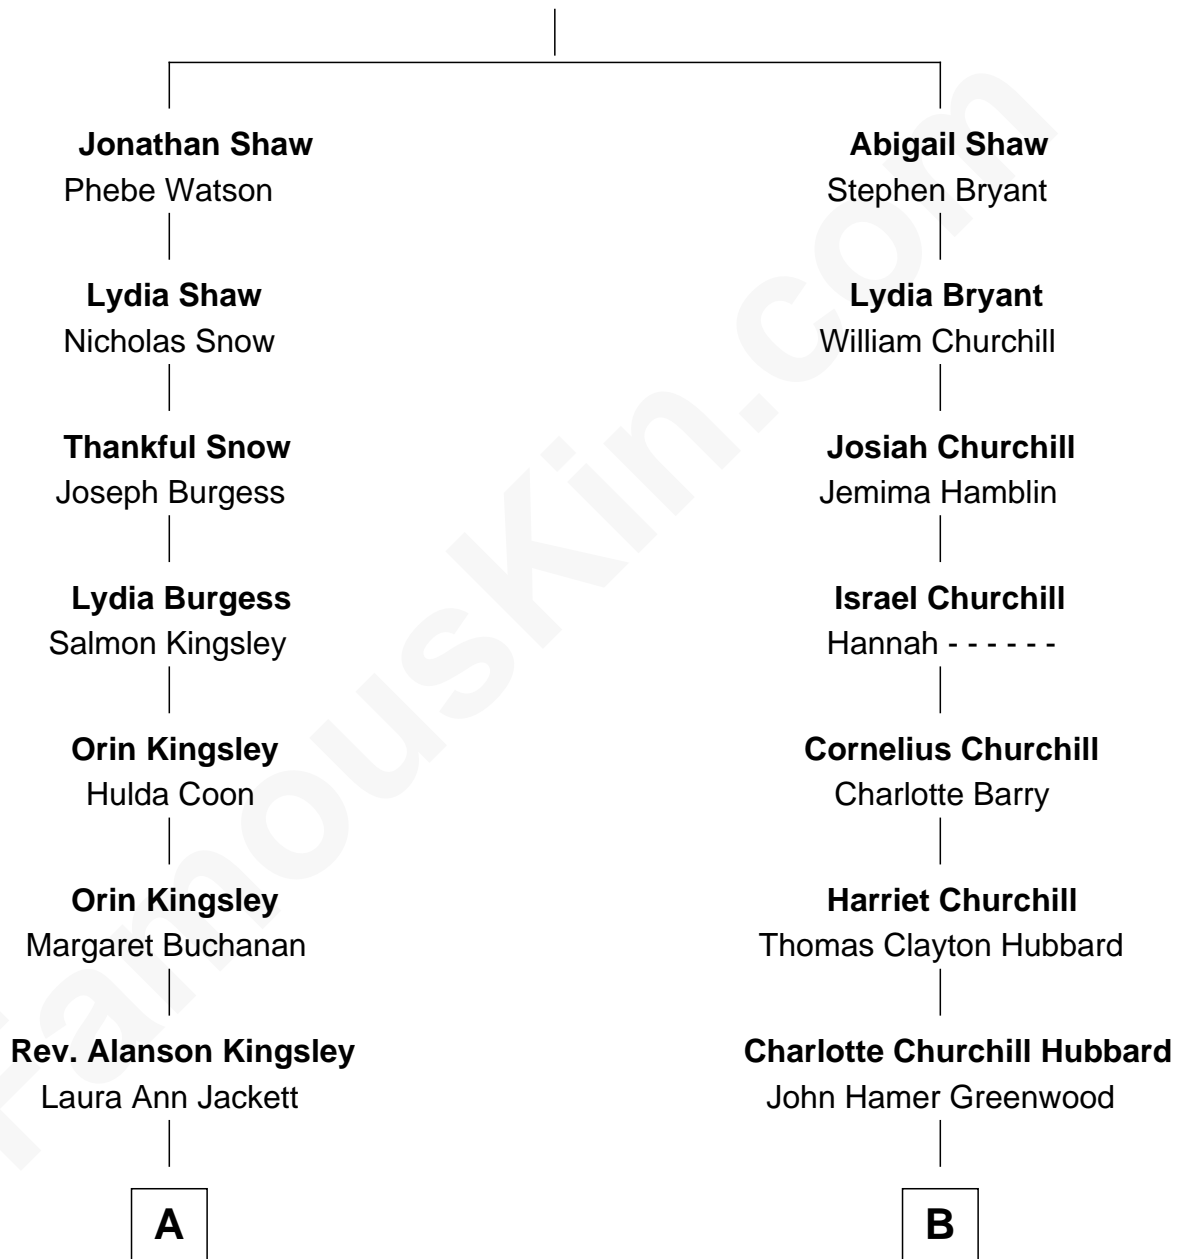 Jonathan Shaw
Phebe Watson
Lydia Shaw
Nicholas Snow
Thankful Snow
Joseph Burgess
Lydia Burgess
Salmon Kingsley
Orin Kingsley
Hulda Coon
Orin Kingsley
Margaret Buchanan
Rev. Alanson Kingsley
Laura Ann Jackett
A
Abigail Shaw
Stephen Bryant
Lydia Bryant
William Churchill
Josiah Churchill
Jemima Hamblin
Israel Churchill
Hannah - - - - - -
Cornelius Churchill
Charlotte Barry
Harriet Churchill
Thomas Clayton Hubbard
Charlotte Churchill Hubbard
John Hamer Greenwood
B
FamousKin.com